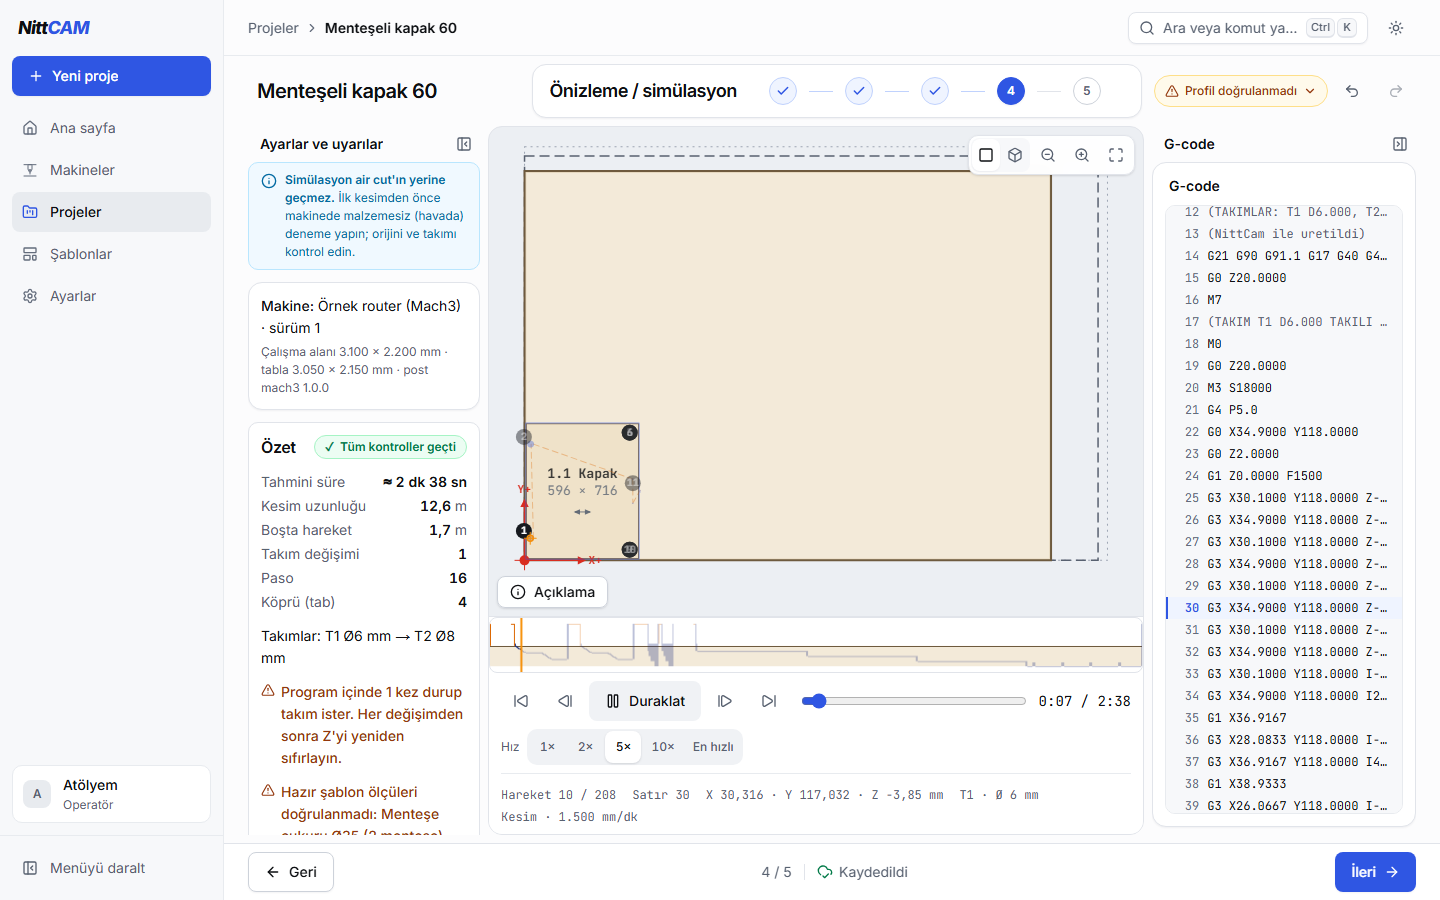 NittCAM
Yeni proje
Ana sayfa
Makineler
Projeler
Şablonlar
Ayarlar
A
Atölyem
Operatör
Menüyü daralt
Projeler
Menteşeli kapak 60
Ara veya komut ya...
Ctrl
K
Menteşeli kapak 60
Önizleme / simülasyon
4
5
Profil doğrulanmadı
Ayarlar ve uyarılar
Simülasyon air cut'ın yerine
geçmez. İlk kesimden önce
makinede malzemesiz (havada)
deneme yapın; orijini ve takımı
kontrol edin.
Makine: Örnek router (Mach3)
· sürüm 1
Çalışma alanı 3.100 × 2.200 mm ·
tabla 3.050 × 2.150 mm · post
mach3 1.0.0
Özet
✓ Tüm kontroller geçti
Tahmini süre ≈ 2 dk 38 sn
Kesim uzunluğu 12,6 m
Boşta hareket 1,7 m
Takım değişimi 1
Paso 16
Köprü (tab) 4
Takımlar: T1 Ø6 mm → T2 Ø8
mm
Program içinde 1 kez durup
takım ister. Her değişimden
sonra Z'yi yeniden
sıfırlayın.
Hazır şablon ölçüleri
doğrulanmadı: Menteşe
çukuru Ø35 (2 menteşe)
2
6
1.1 Kapak
596 × 716
11
Y+
1
10
X+
Açıklama
Duraklat
0:07 / 2:38
Hız
1×
2×
5×
10×
En hızlı
Hareket 10 / 208 Satır 30 X 30,316 · Y 117,032 · Z -3,85 mm T1 · Ø 6 mm
Kesim · 1.500 mm/dk
G-code
G-code
12 (TAKIMLAR: T1 D6.000, T2…
13 (NittCam ile uretildi)
14 G21 G90 G91.1 G17 G40 G4…
15 G0 Z20.0000
16 M7
17 (TAKIM T1 D6.000 TAKILI …
18 M0
19 G0 Z20.0000
20 M3 S18000
21 G4 P5.0
22 G0 X34.9000 Y118.0000
23 G0 Z2.0000
24 G1 Z0.0000 F1500
25 G3 X30.1000 Y118.0000 Z-…
26 G3 X34.9000 Y118.0000 Z-…
27 G3 X30.1000 Y118.0000 Z-…
28 G3 X34.9000 Y118.0000 Z-…
29 G3 X30.1000 Y118.0000 Z-…
30 G3 X34.9000 Y118.0000 Z-…
31 G3 X30.1000 Y118.0000 Z-…
32 G3 X34.9000 Y118.0000 Z-…
33 G3 X30.1000 Y118.0000 I-…
34 G3 X34.9000 Y118.0000 I2…
35 G1 X36.9167
36 G3 X28.0833 Y118.0000 I-…
37 G3 X36.9167 Y118.0000 I4…
38 G1 X38.9333
39 G3 X26.0667 Y118.0000 I-…
Geri
4 / 5
Kaydedildi
İleri